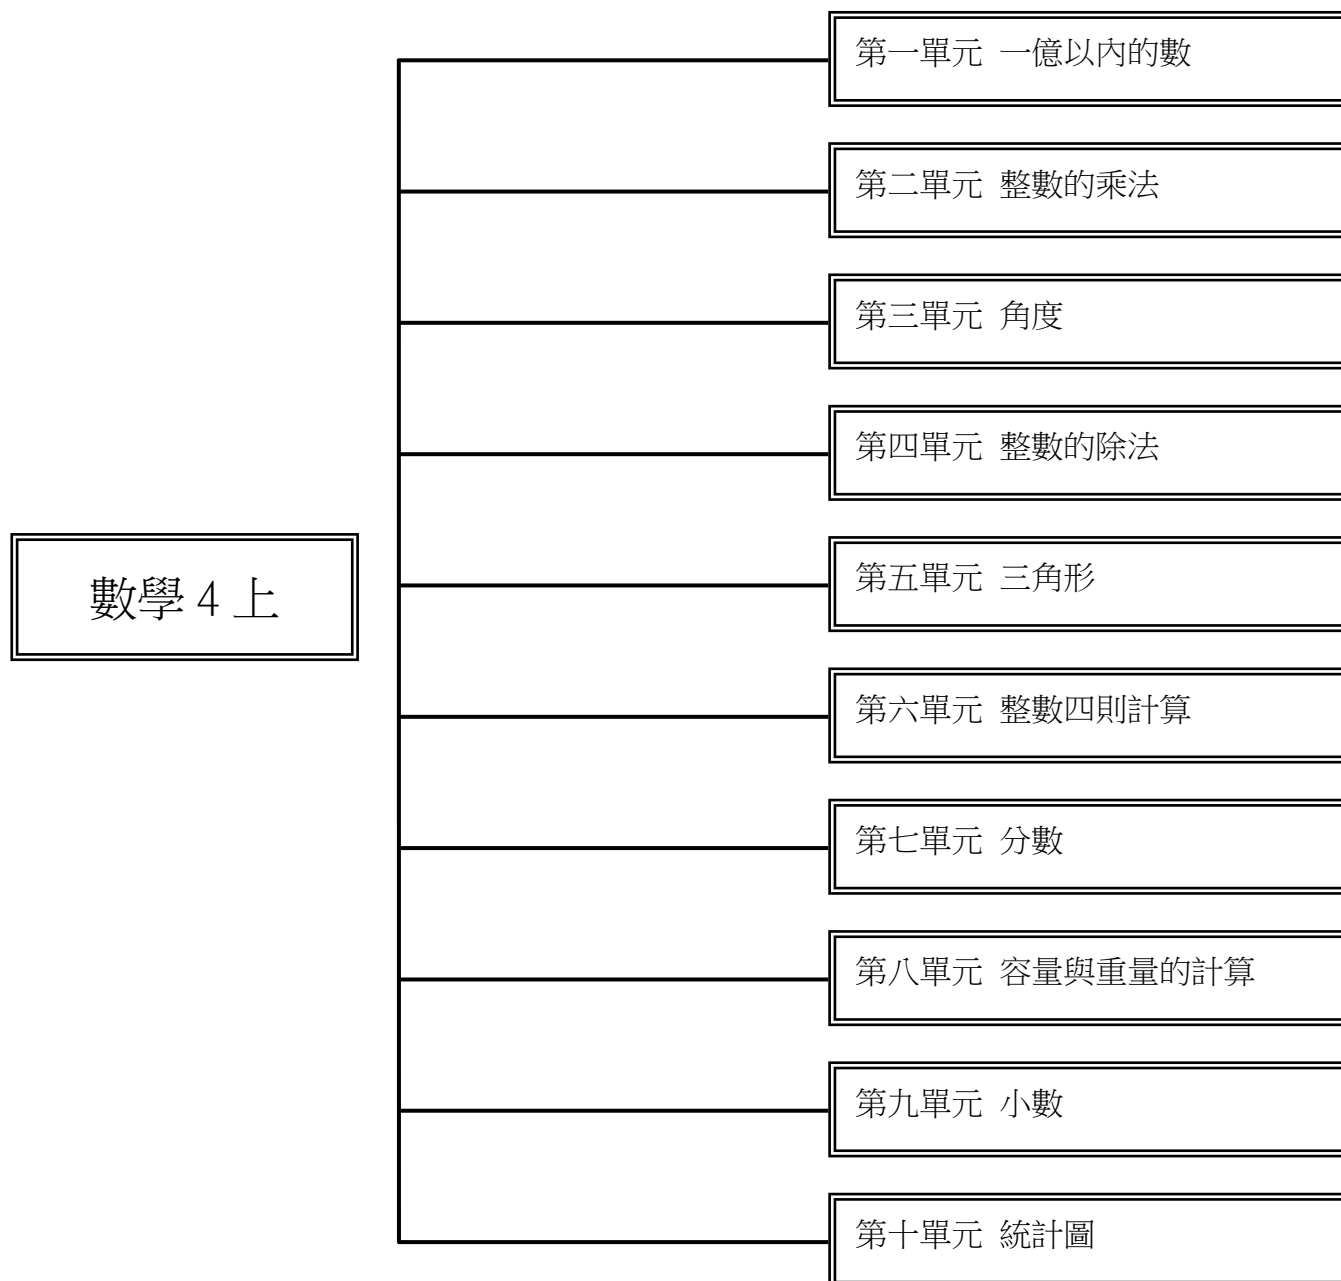 第一單元 一億以內的數
第二單元 整數的乘法
第三單元 角度
第四單元 整數的除法
第五單元 三角形
數學 4 上
第六單元 整數四則計算
第七單元 分數
第八單元 容量與重量的計算
第九單元 小數
第十單元 統計圖